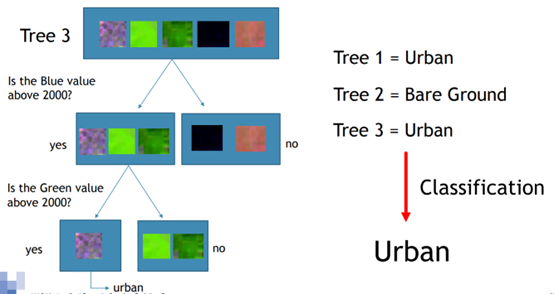 Tree 3
Is the Blue value
above 2000?
yes
no
Is the Green value
above 2000?
yes
no
urban
Tree 1 = Urban
Tree 2 = Bare Ground
Tree 3 = Urban
Classification
Urban